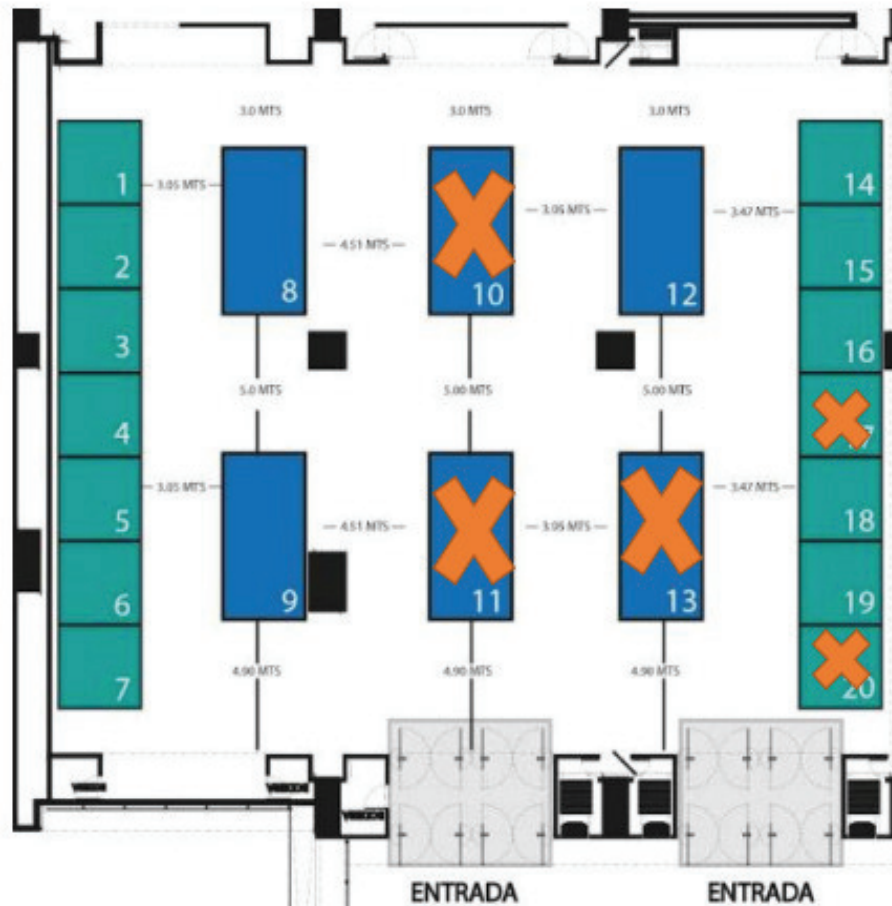 3.0 MTS 3.0 MTS 3.0 MTS
1 3.05 MTS 14
3.95 MTS 3.47 MTS
4.51 MTS
2 15
8 10 12
3 16
5.0 MTS 5.00 MTS 5.00 MTS
4
3.05 MTS 3.47 MTS
5 4.51 MTS 3.95 MTS 18
6 9 11 13 19
4.90 MTS 4.90 MTS 4.90 MTS
7 20
ENTRADA ENTRADA